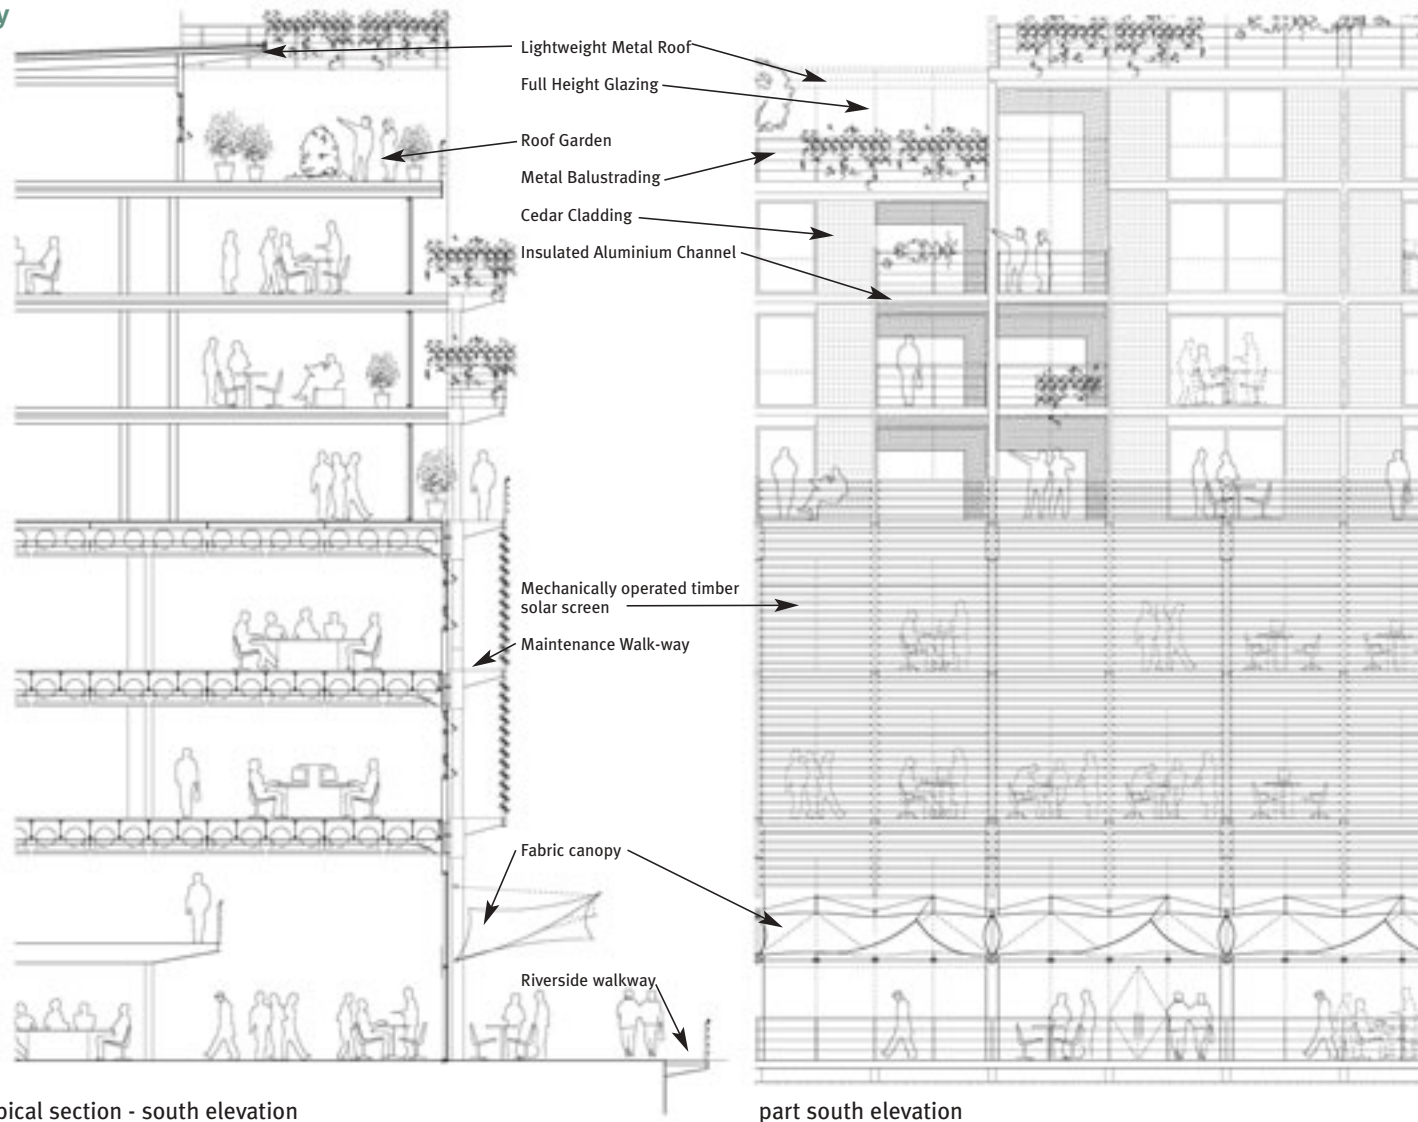 y
Lightweight Metal Roof
Full Height Glazing
Roof Garden
Metal Balustrading
Cedar Cladding
Insulated Aluminium Channel
Mechanically operated timber
solar screen
Maintenance Walk-way
Fabric canopy
Riverside walkway
pical section - south elevation
part south elevation